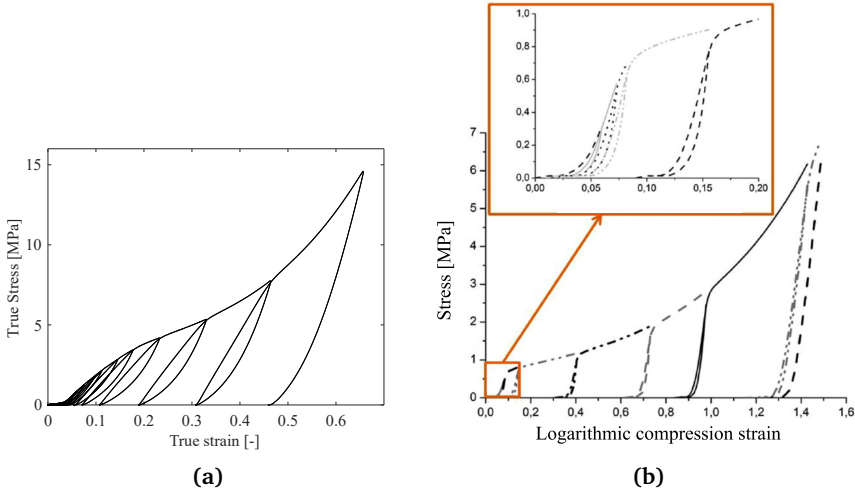 15
10
5
0
True Stress [MPa]
0 0.1 0.2 0.3 0.4 0.5 0.6
True strain [-]
(a)
1,0
0,8
0,6
0,4
0,2
0,0
0,00 0,05 0,10 0,15 0,20
7
6
5
4
3
2
1
0
Stress [MPa]
0,0 0,2 0,4 0,6 0,8 1,0 1,2 1,4 1,6
Logarithmic compression strain
(b)